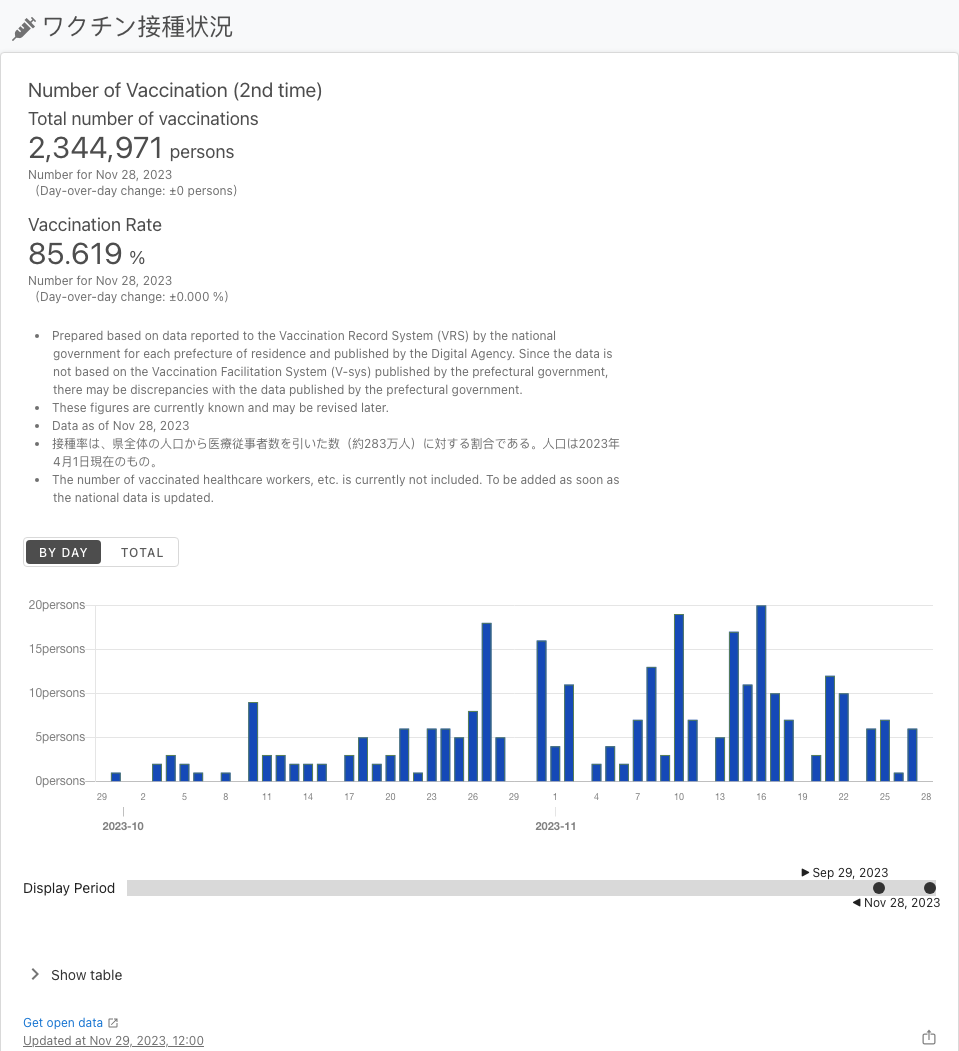 ワクチン接種状況
Number of Vaccination (2nd time)
Total number of vaccinations
2,344,971 persons
Number for Nov 28, 2023
（Day-over-day change: ±0 persons)
Vaccination Rate
85.619 %
Number for Nov 28, 2023
（Day-over-day change: ±0.000 %)
• Prepared based on data reported to the Vaccination Record System (VRS) by the national
government for each prefecture of residence and published by the Digital Agency. Since the data is
not based on the Vaccination Facilitation System (V-sys) published by the prefectural government,
there may be discrepancies with the data published by the prefectural government.
• These figures are currently known and may be revised later.
• Data as of Nov 28, 2023
• 接種率は、県全体の人口から医療従事者数を引いた数（約283万人）に対する割合である。人口は2023年
4月1日現在のもの。
• The number of vaccinated healthcare workers, etc. is currently not included. To be added as soon as
the national data is updated.
BY DAY TOTAL
20persons
15persons
10persons
5persons
0persons
29 2 5 8 11 14 17 20 23 26 29 1 4 7 10 13 16 19 22 25 28
2023-10 2023-11
▶ Sep 29, 2023
Display Period
◀ Nov 28, 2023
Show table
Get open data
Updated at Nov 29, 2023, 12:00